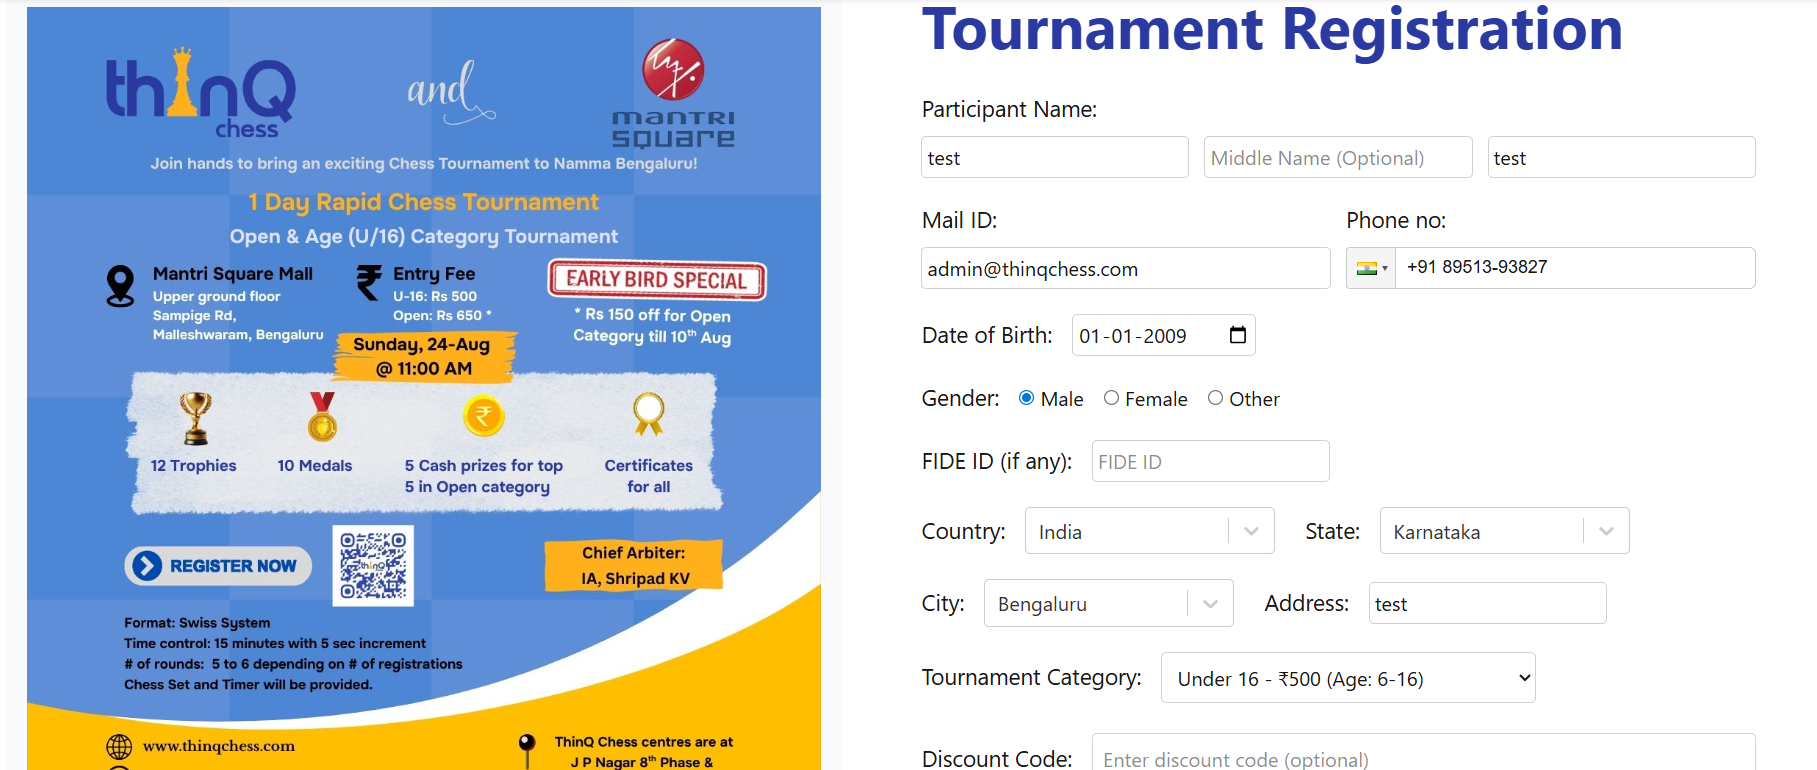 thinQ
chess
and
mantri
square
Join hands to bring an exciting Chess Tournament to Namma Bengaluru!
1 Day Rapid Chess Tournament
Open & Age (U/16) Category Tournament
Mantri Square Mall
Upper ground floor
Sampige Rd,
Malleshwaram, Bengaluru
Entry Fee
U-16: Rs 500
Open: Rs 650 *
EARLY BIRD SPECIAL
* Rs 150 off for Open
Category till 10th Aug
Sunday, 24-Aug
@ 11:00 AM
12 Trophies
10 Medals
5 Cash prizes for top
5 in Open category
Certificates
for all
REGISTER NOW
thinQ
Chief Arbiter:
IA, Shripad KV
Format: Swiss System
Time control: 15 minutes with 5 sec increment
# of rounds: 5 to 6 depending on # of registrations
Chess Set and Timer will be provided.
www.thinqchess.com
ThinQ Chess centres are at
J P Nagar 8th Phase &
Tournament Registration
Participant Name:
test
Middle Name (Optional)
test
Mail ID:
Phone no:
admin@thinqchess.com
+91 89513-93827
Date of Birth: 01-01-2009
Gender: Male Female Other
FIDE ID (if any): FIDE ID
Country: India State: Karnataka
City: Bengaluru Address: test
Tournament Category: Under 16 - ₹500 (Age: 6-16)
Discount Code: Enter discount code (optional)